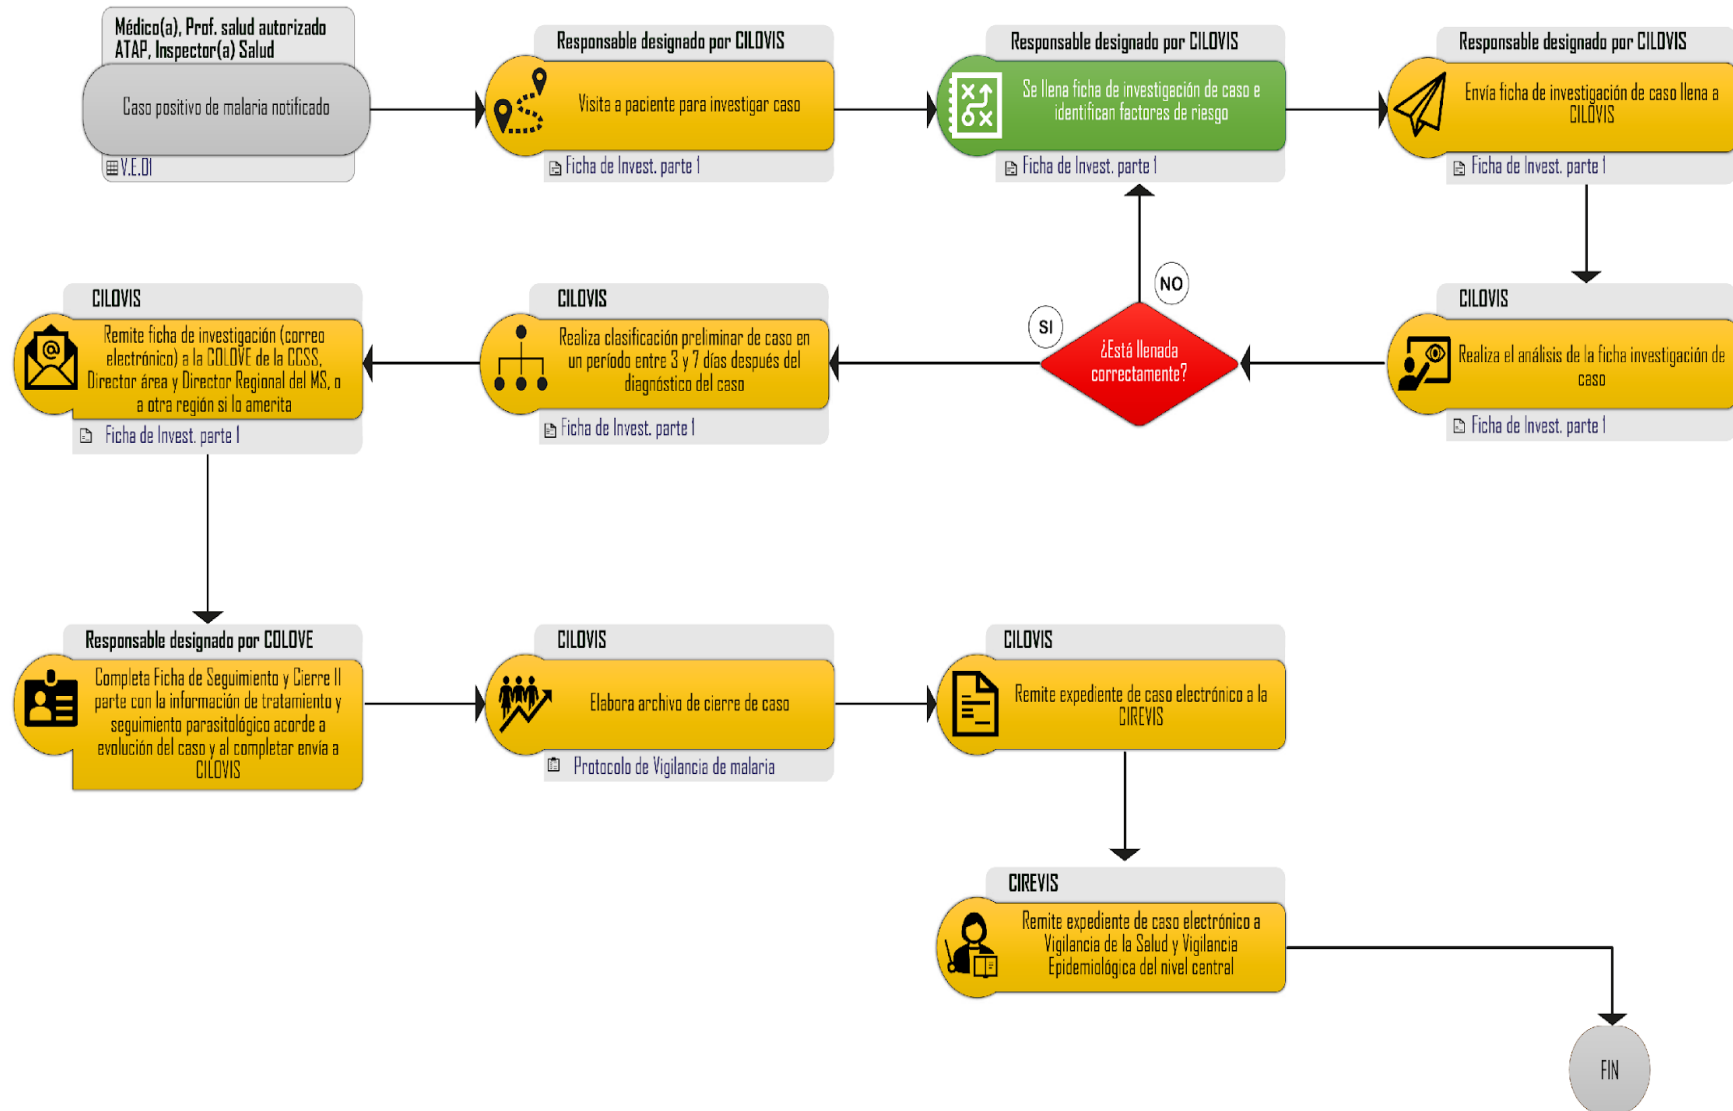 Médico(a), Prof. salud autorizado
ATAP, Inspector(a) Salud
Caso positivo de malaria notificado
V.E.01
Responsable designado por CILOVIS
Visita a paciente para investigar caso
Ficha de Invest. parte 1
Responsable designado por CILOVIS
Se llena ficha de investigación de caso e
identifican factores de riesgo
Ficha de Invest. parte 1
Responsable designado por CILOVIS
Envía ficha de investigación de caso llena a
CILOVIS
Ficha de Invest. parte 1
CILOVIS
Remite ficha de investigación (correo
electrónico) a la COLOVE de la CCSS,
Director área y Director Regional del MS, o
a otra región si lo amerita
Ficha de Invest. parte 1
CILOVIS
Realiza clasificación preliminar de caso en
un período entre 3 y 7 días después del
diagnóstico del caso
Ficha de Invest. parte 1
SI
NO
¿Está llenada
correctamente?
CILOVIS
Realiza el análisis de la ficha investigación de
caso
Ficha de Invest. parte 1
Responsable designado por COLOVE
Completa Ficha de Seguimiento y Cierre II
parte con la información de tratamiento y
seguimiento parasitológico acorde a
evolución del caso y al completar envía a
CILOVIS
CILOVIS
Elabora archivo de cierre de caso
Protocolo de Vigilancia de malaria
CILOVIS
Remite expediente de caso electrónico a la
CIREVIS
CIREVIS
Remite expediente de caso electrónico a
Vigilancia de la Salud y Vigilancia
Epidemiológica del nivel central
FIN